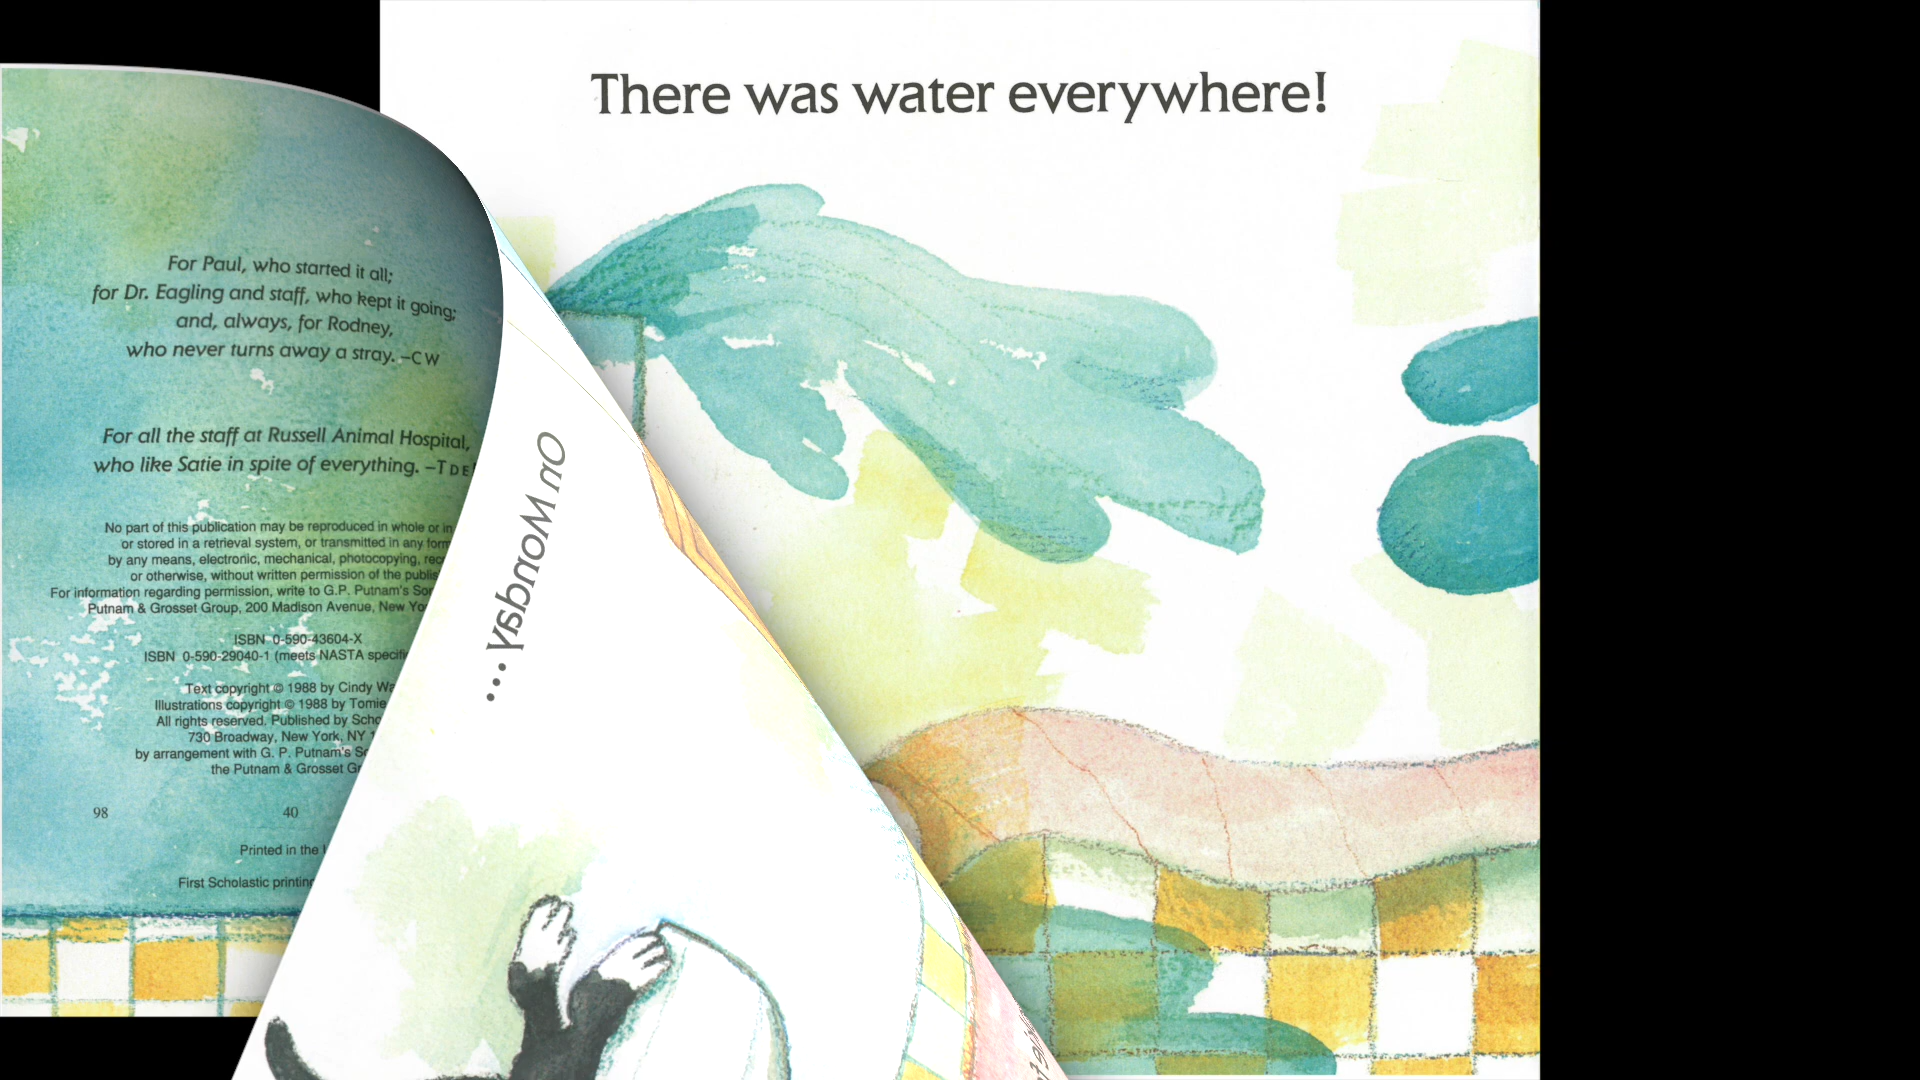 There was water everywhere!
For Paul, who started it all;
for Dr. Eagling and staff, who kept it going;
and, always, for Rodney,
who never turns away a stray. –C W
For all the staff at Russell Animal Hospital,
who like Satie in spite of everything. –T DE
No part of this publication may be reproduced in whole or in
or stored in a retrieval system, or transmitted in any form
by any means, electronic, mechanical, photocopying,
or otherwise, without written permission of the
For information regarding permission, write to G.P. Putnam's
Putnam & Grosset Group, 200 Madison Avenue, New
ISBN 0-590-43604-X
ISBN 0-590-29040-1 (meets NASTA
Text copyright © 1988 by Cindy
Illustrations copyright © 1988 by Tomie
All rights reserved. Published by
730 Broadway, New York, NY
by arrangement with G. P. Putnam's
the Putnam & Grosset
98 40
Printed in the
First Scholastic printing
On Monday...